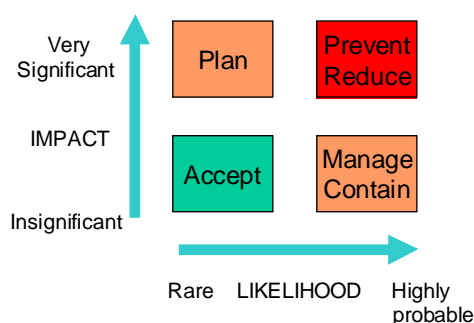 Very
Significant
Plan
Prevent
Reduce
IMPACT
Accept
Manage
Contain
Insignificant
Rare LIKELIHOOD Highly
probable